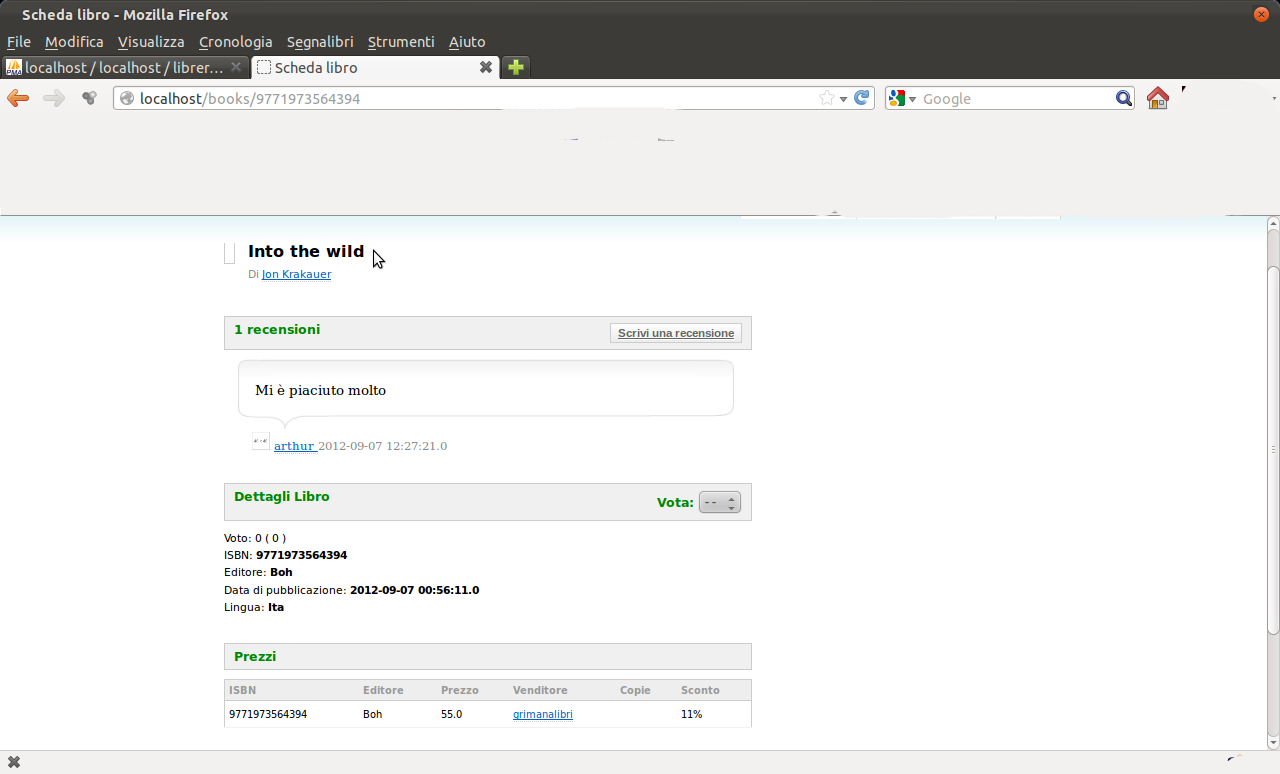 Scheda libro - Mozilla Firefox
File Modifica Visualizza Cronologia Segnalibri Strumenti Aiuto
PMA localhost / localhost / librer... Scheda libro
localhost/books/9771973564394 Google
Into the wild
Di Jon Krakauer
1 recensioni Scrivi una recensione
Mi è piaciuto molto
arthur 2012-09-07 12:27:21.0
Dettagli Libro Vota: --
Voto: 0 ( 0 )
ISBN: 9771973564394
Editore: Boh
Data di pubblicazione: 2012-09-07 00:56:11.0
Lingua: Ita
Prezzi
ISBN Editore Prezzo Venditore Copie Sconto
9771973564394 Boh 55.0 grimanalibri 11%